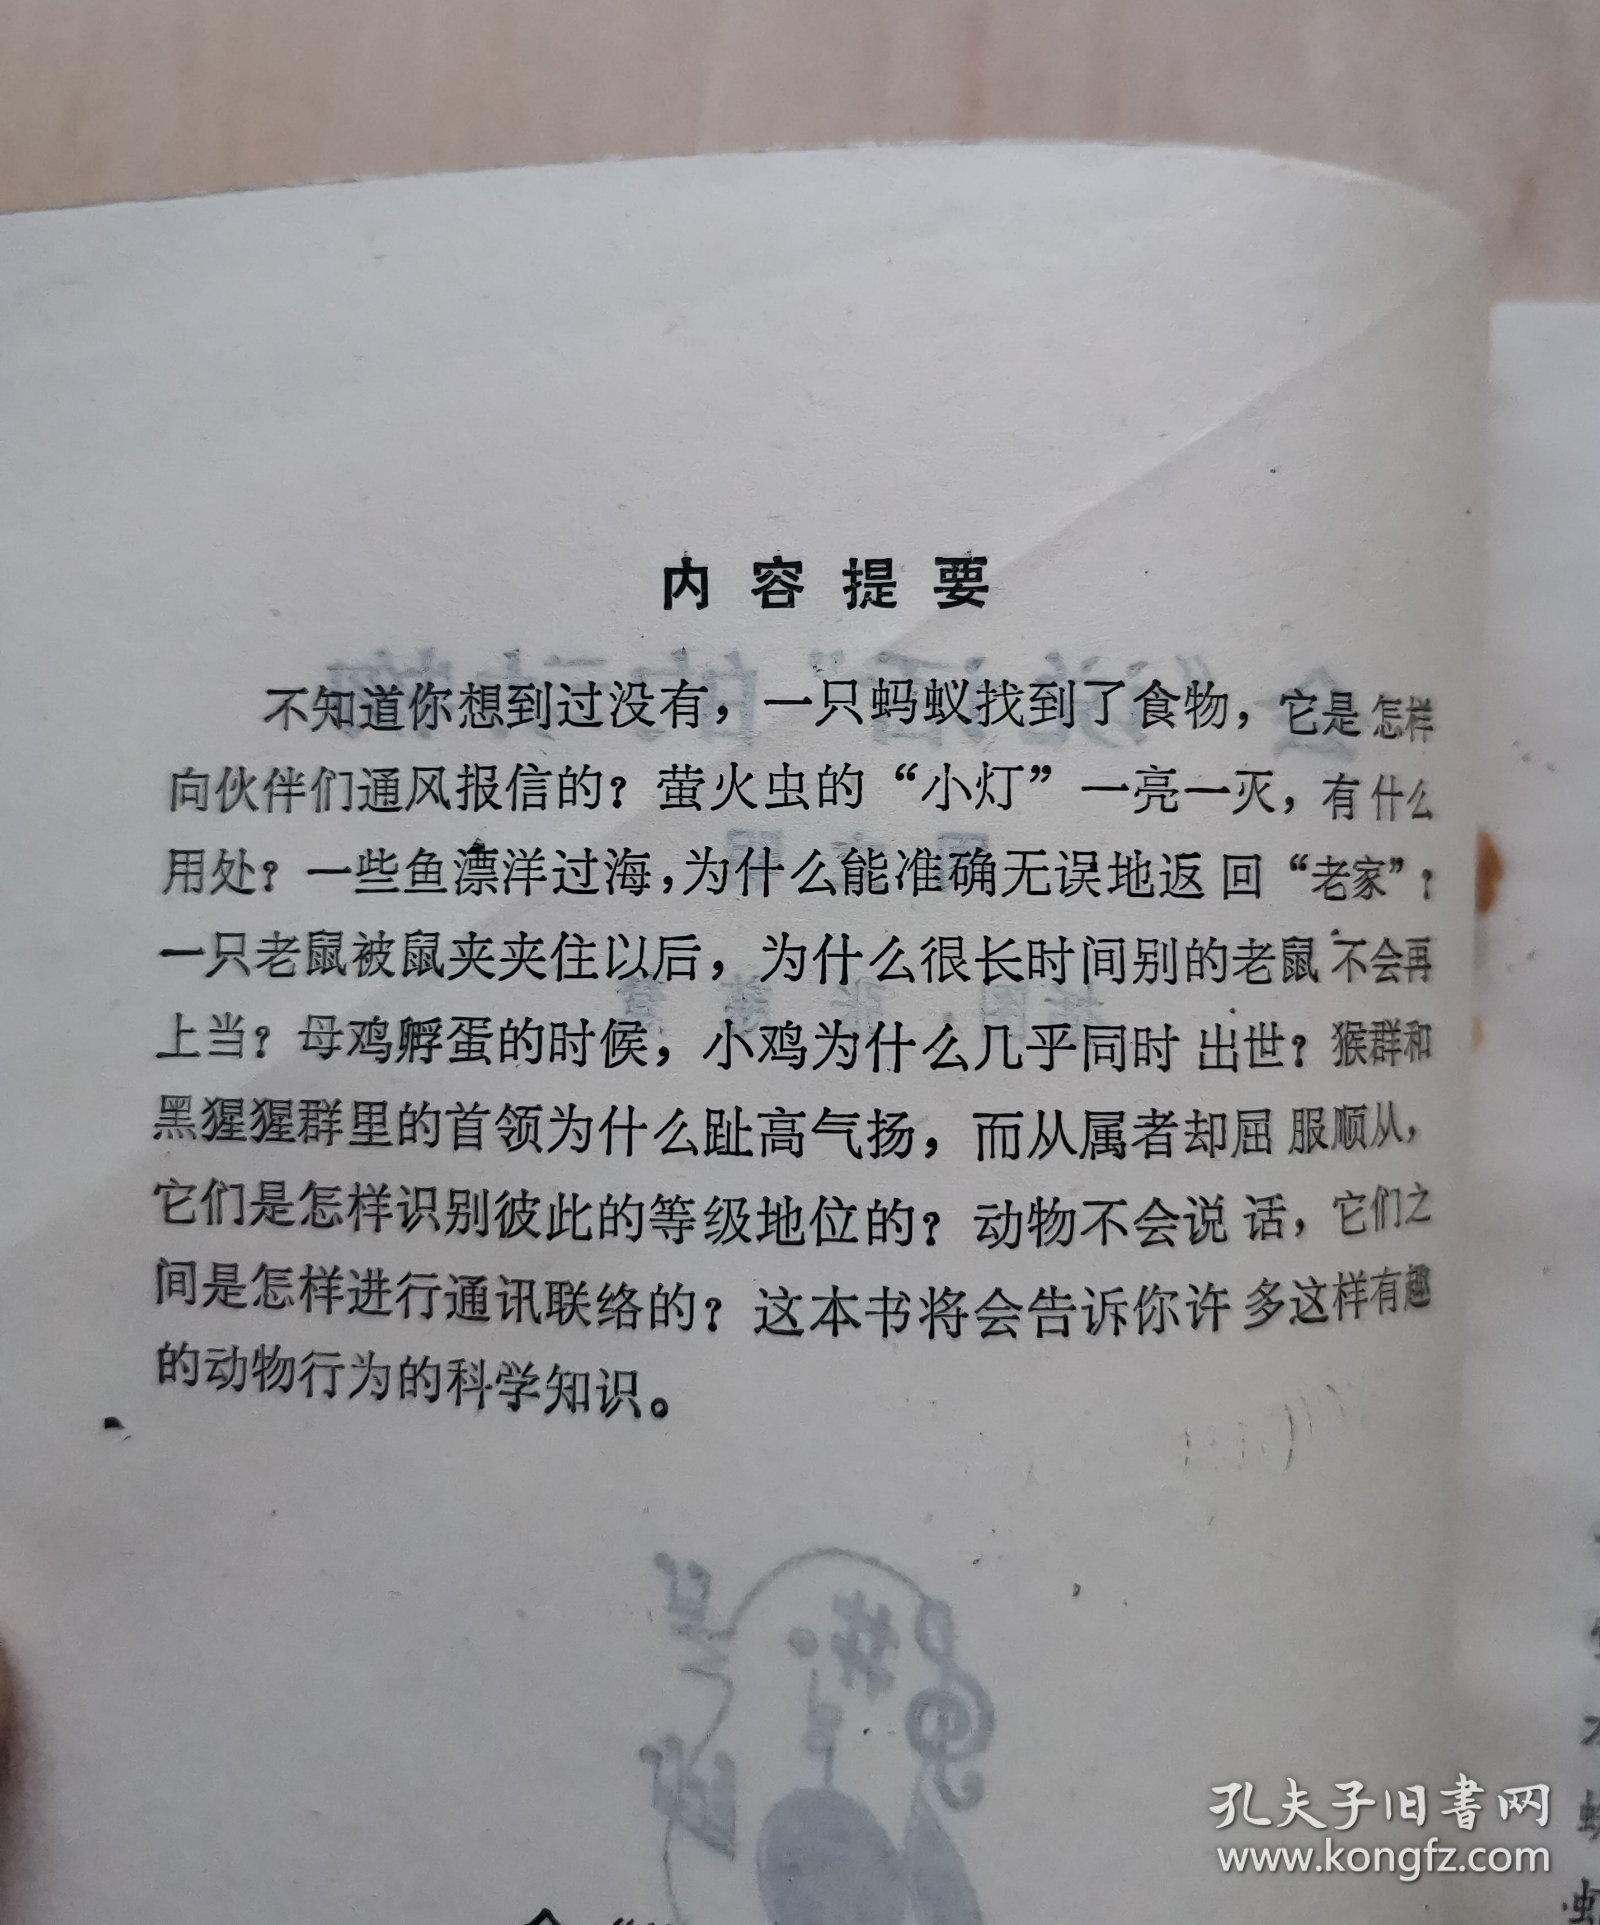 内容提要
不知道你想到过没有，一只蚂蚁找到了食物，它是怎样
向伙伴们通风报信的？萤火虫的“小灯”一亮一灭，有什么
用处？一些鱼漂洋过海，为什么能准确无误地返回“老家”？
一只老鼠被鼠夹夹住以后，为什么很长时间别的老鼠不会再
上当？母鸡孵蛋的时候，小鸡为什么几乎同时出世？猴群和
黑猩猩群里的首领为什么趾高气扬，而从属者却屈服顺从，
它们是怎样识别彼此的等级地位的？动物不会说话，它们之
间是怎样进行通讯联络的？这本书将会告诉你许多这样有趣
的动物行为的科学知识。
孔夫子旧书网
www.kongfz.com